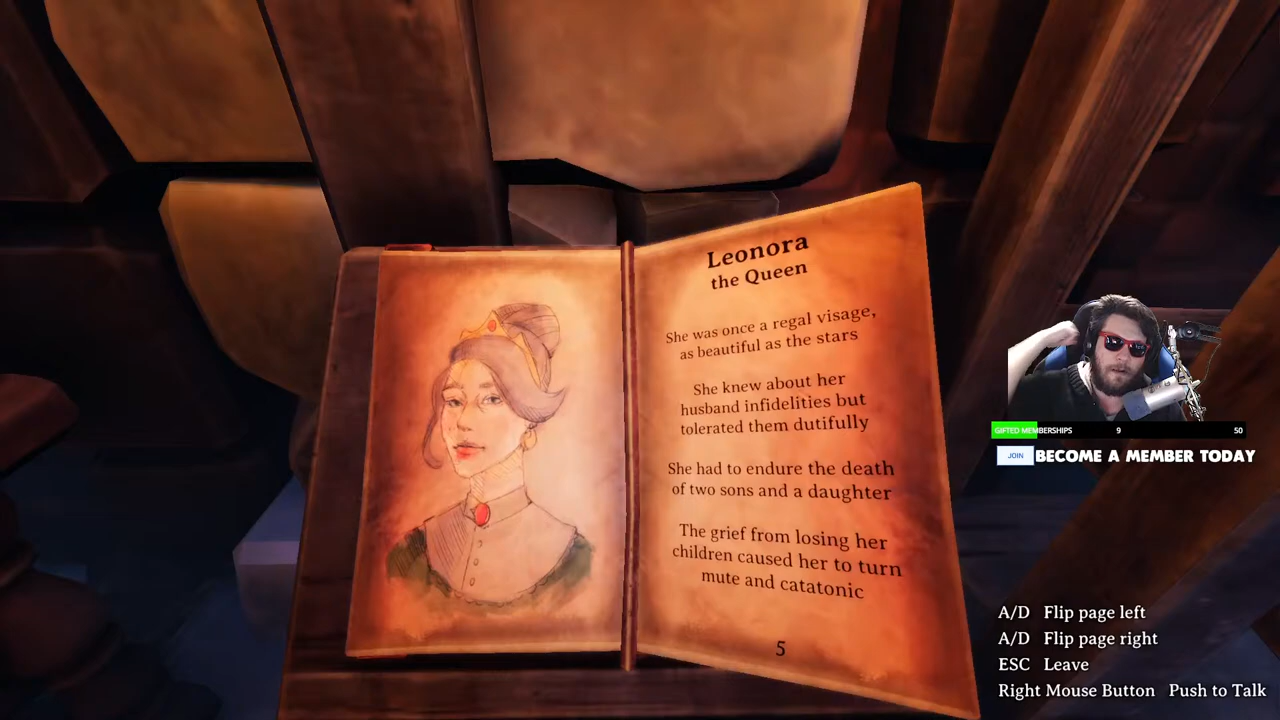 Leonora
the Queen
She was once a regal visage,
as beautiful as the stars
She knew about her
husband infidelities but
tolerated them dutifully
She had to endure the death
of two sons and a daughter
The grief from losing her
children caused her to turn
mute and catatonic
5
GIFTED MEMBERSHIPS 9 50
JOIN BECOME A MEMBER TODAY
A/D Flip page left
A/D Flip page right
ESC Leave
Right Mouse Button Push to Talk